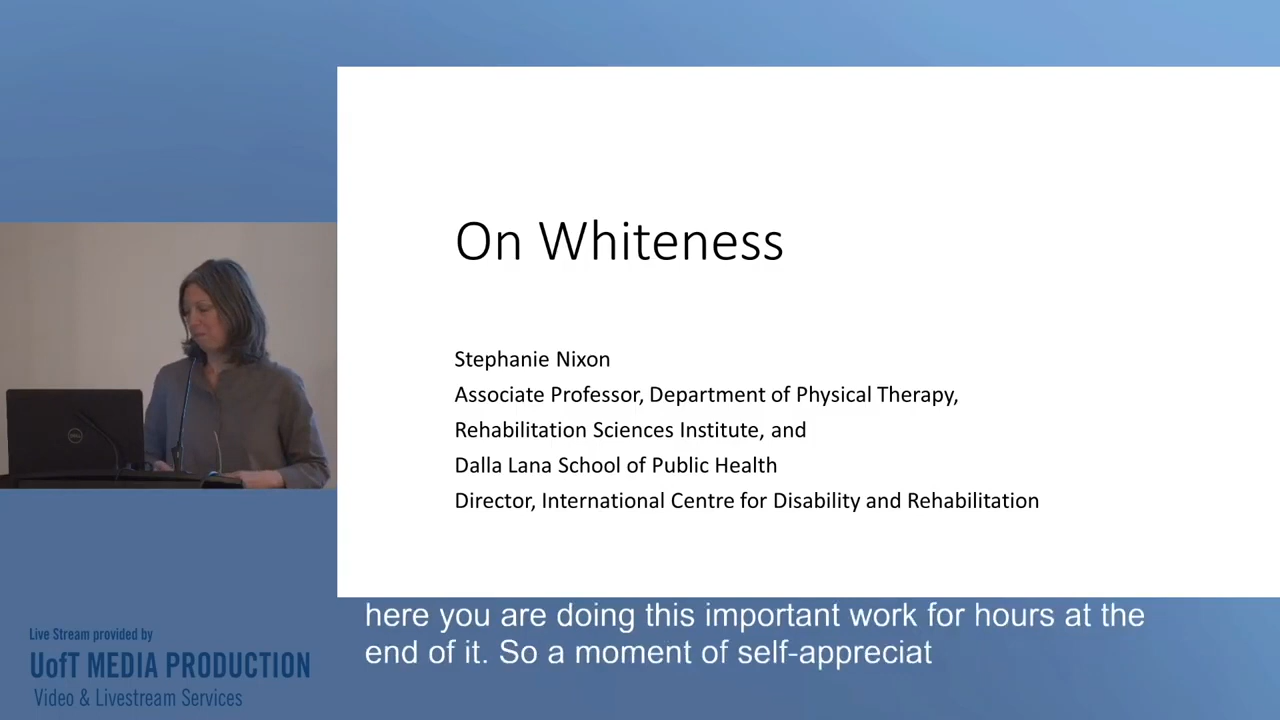 On Whiteness
Stephanie Nixon
Associate Professor, Department of Physical Therapy,
Rehabilitation Sciences Institute, and
Dalla Lana School of Public Health
Director, International Centre for Disability and Rehabilitation
here you are doing this important work for hours at the
end of it. So a moment of self-appreciat
Live Stream provided by
UofT MEDIA PRODUCTION
Video & Livestream Services